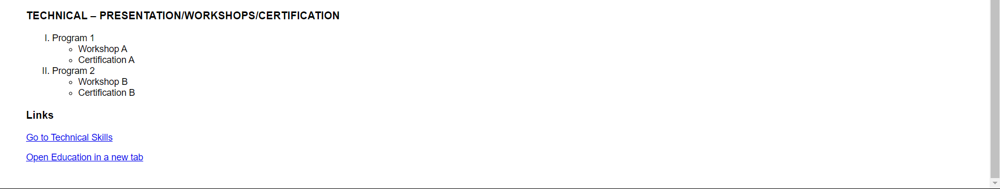 TECHNICAL – PRESENTATION/WORKSHOPS/CERTIFICATION
I. Program 1
◦ Workshop A
◦ Certification A
II. Program 2
◦ Workshop B
◦ Certification B
Links
Go to Technical Skills
Open Education in a new tab